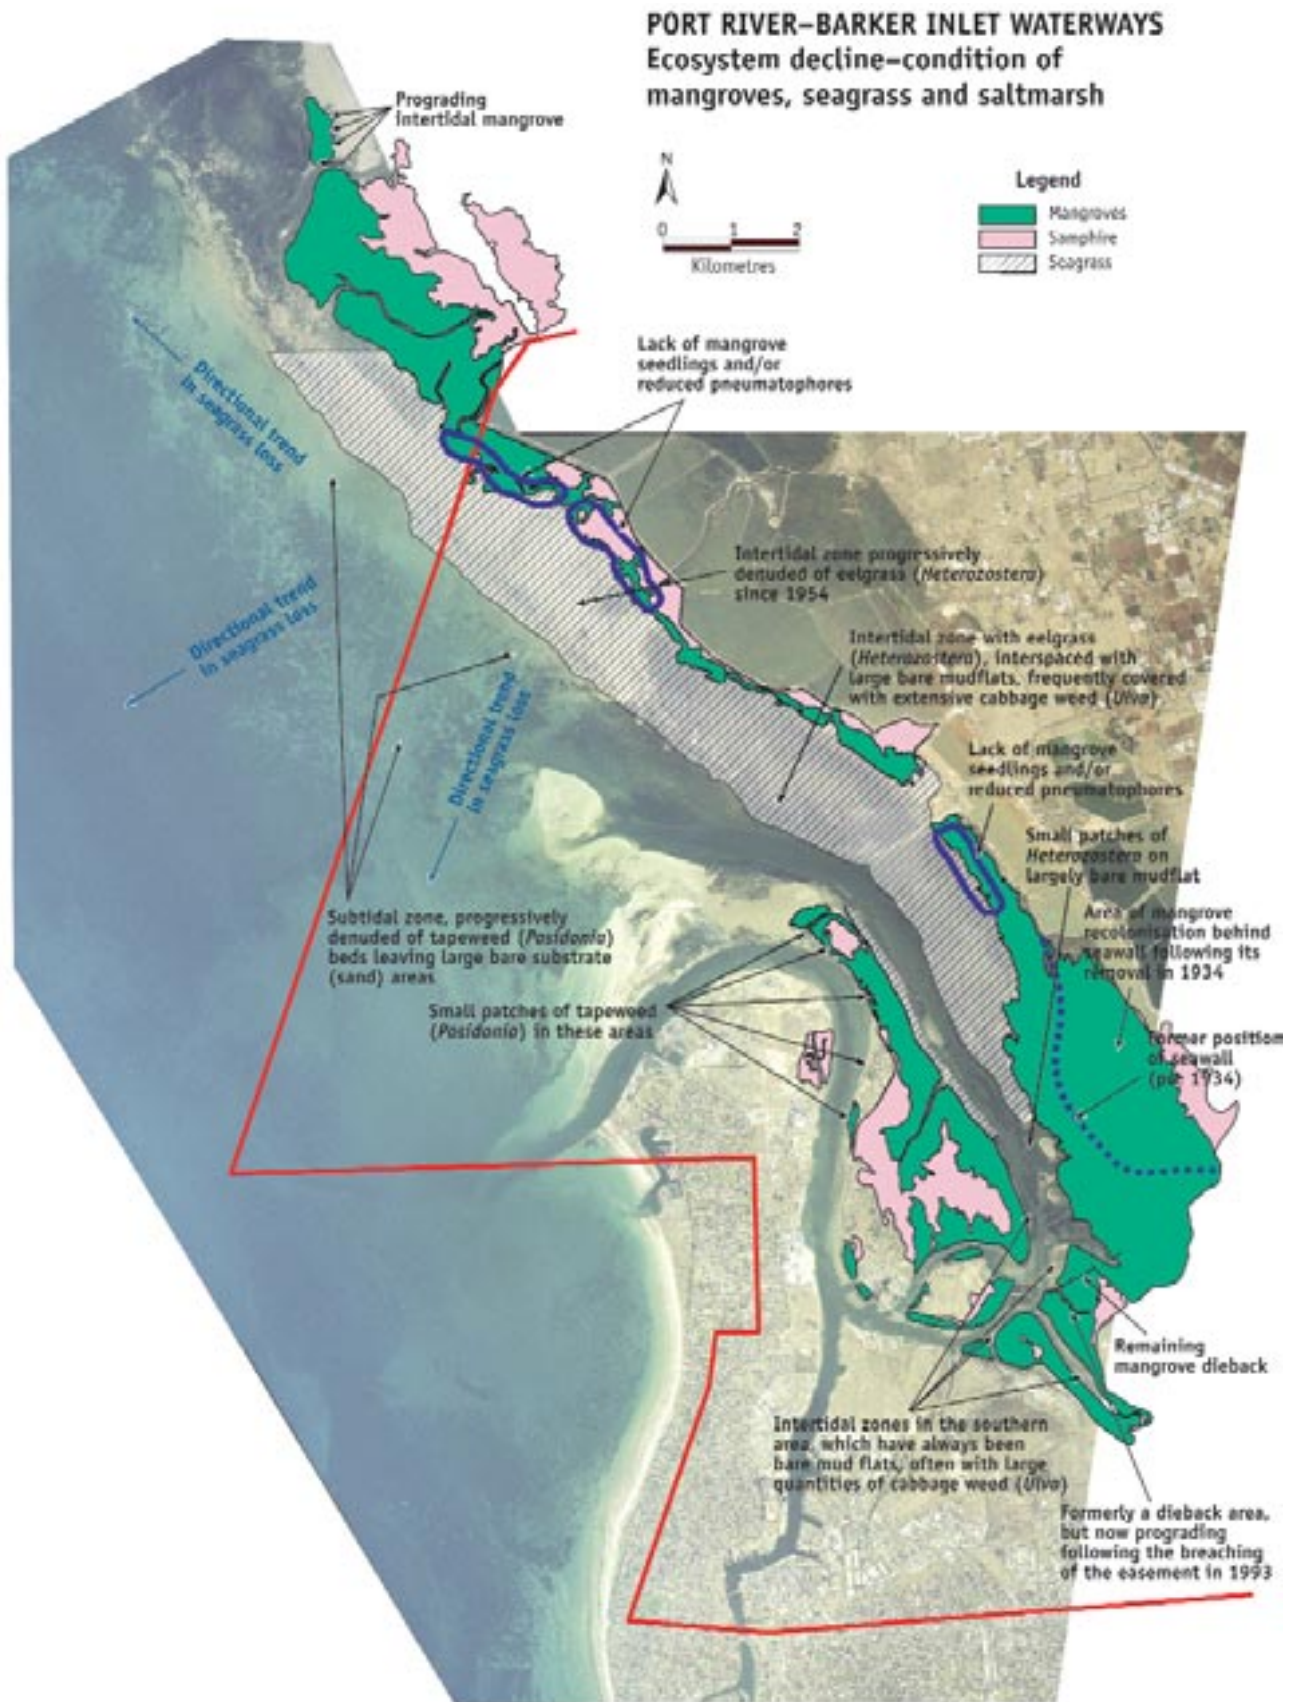 PORT RIVER–BARKER INLET WATERWAYS
Ecosystem decline–condition of
mangroves, seagrass and saltmarsh
Prograding
intertidal mangrove
N
0 1 2
Kilometres
Legend
Mangroves
Samphire
Seagrass
Directional trend
in seagrass loss
Lack of mangrove
seedlings and/or
reduced pneumatophores
Intertidal zone progressively
denuded of eelgrass (Heterozostera)
since 1954
Directional trend
in seagrass loss
Intertidal zone with eelgrass
(Heterozostera), interspaced with
large bare mudflats, frequently covered
with extensive cabbage weed (Ulva)
Directional trend
in seagrass loss
Lack of mangrove
seedlings and/or
reduced pneumatophores
Small patches of
Heterozostera on
largely bare mudflat
Area of mangrove
recolonisation behind
seawall following its
removal in 1934
Subtidal zone, progressively
denuded of tapeweed (Posidonia)
beds leaving large bare substrate
(sand) areas
Small patches of tapeweed
(Posidonia) in these areas
Former position
of seawall
(pre 1934)
Remaining
mangrove dieback
Intertidal zones in the southern
area, which have always been
bare mud flats, often with large
quantities of cabbage weed (Ulva)
Formerly a dieback area,
but now prograding
following the breaching
of the easement in 1993